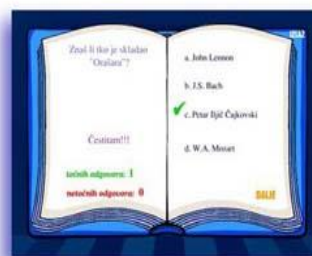 IZLAZ
Znaš li tko je skladao
"Orašara"?
Čestitam!!!
točnih odgovora: 1
netočnih odgovora: 0
a. John Lennon
b. J.S. Bach
c. Petar Iljič Čajkovski
d. W.A. Mozart
DALJE